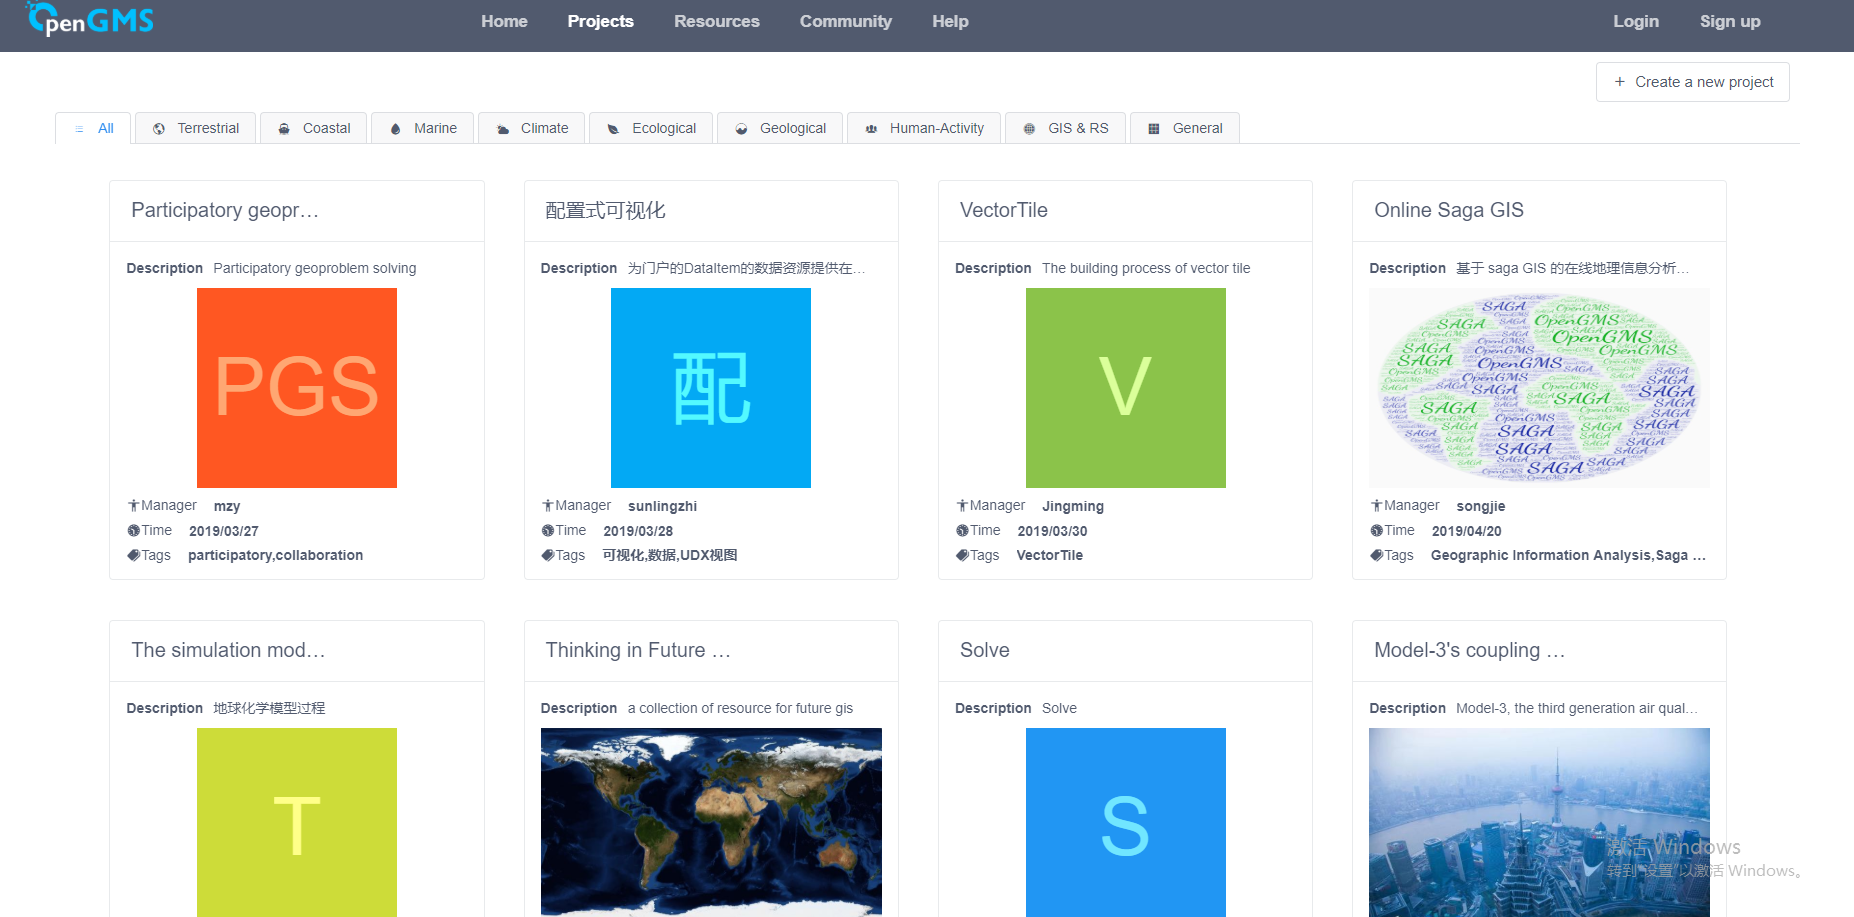 OpenGMS
Home Projects Resources Community Help Login Sign up
+ Create a new project
All Terrestrial Coastal Marine Climate Ecological Geological Human-Activity GIS & RS General
Participatory geopr…
Description Participatory geoproblem solving
PGS
Manager mzy
Time 2019/03/27
Tags participatory,collaboration
配置式可视化
Description 为门户的DataItem的数据资源提供在…
配
Manager sunlingzhi
Time 2019/03/28
Tags 可视化,数据,UDX视图
VectorTile
Description The building process of vector tile
V
Manager Jingming
Time 2019/03/30
Tags VectorTile
Online Saga GIS
Description 基于 saga GIS 的在线地理信息分析…
SAGA
OpenGMS
Manager songjie
Time 2019/04/20
Tags Geographic Information Analysis,Saga …
The simulation mod…
Description 地球化学模型过程
T
Thinking in Future …
Description a collection of resource for future gis
Solve
Description Solve
S
Model-3's coupling …
Description Model-3, the third generation air qual…
激活 Windows
转到"设置"以激活 Windows。